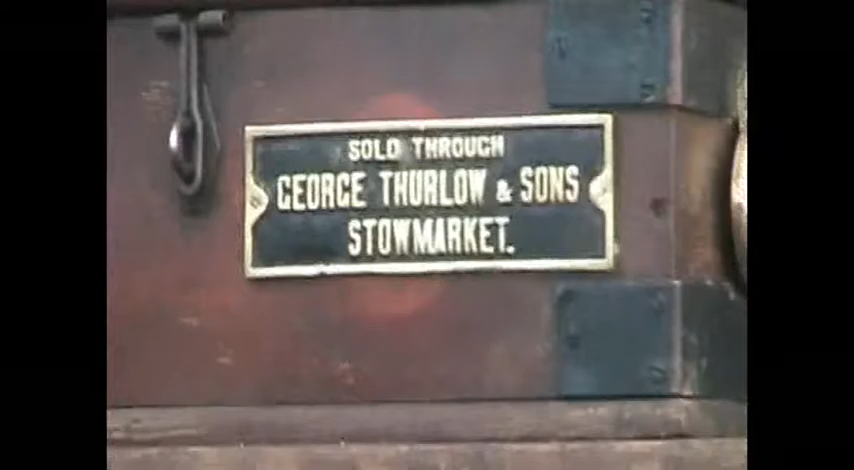 SOLD THROUGH
GEORGE THURLOW & SONS
STOWMARKET.